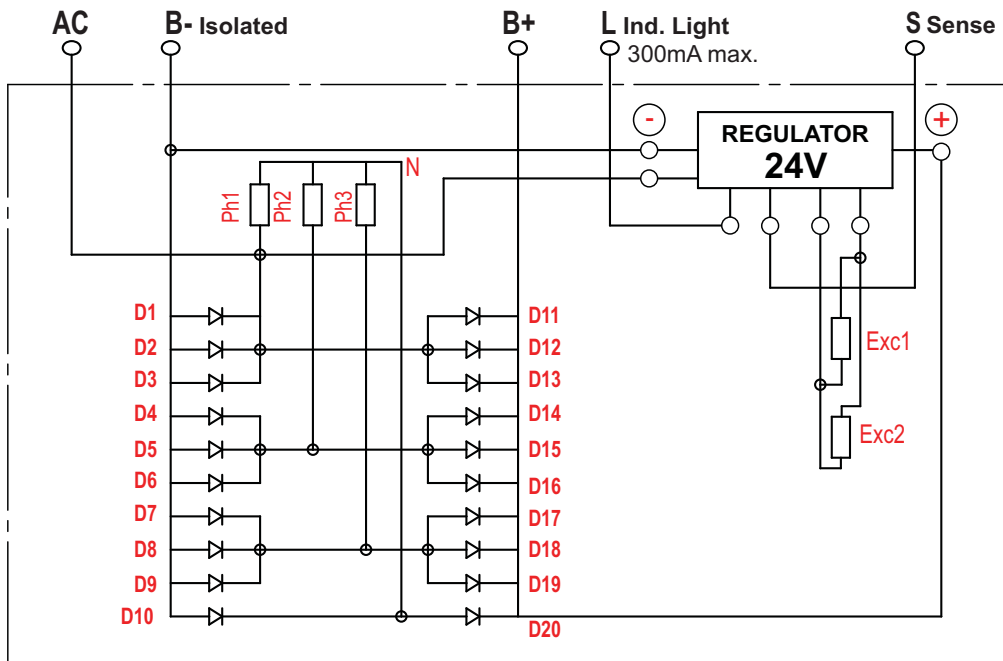 AC
B- Isolated
B+
L Ind. Light
300mA max.
S Sense
-
+
REGULATOR
24V
N
Ph1
Ph2
Ph3
D1
D2
D3
D4
D5
D6
D7
D8
D9
D10
D11
D12
D13
D14
D15
D16
D17
D18
D19
D20
Exc1
Exc2